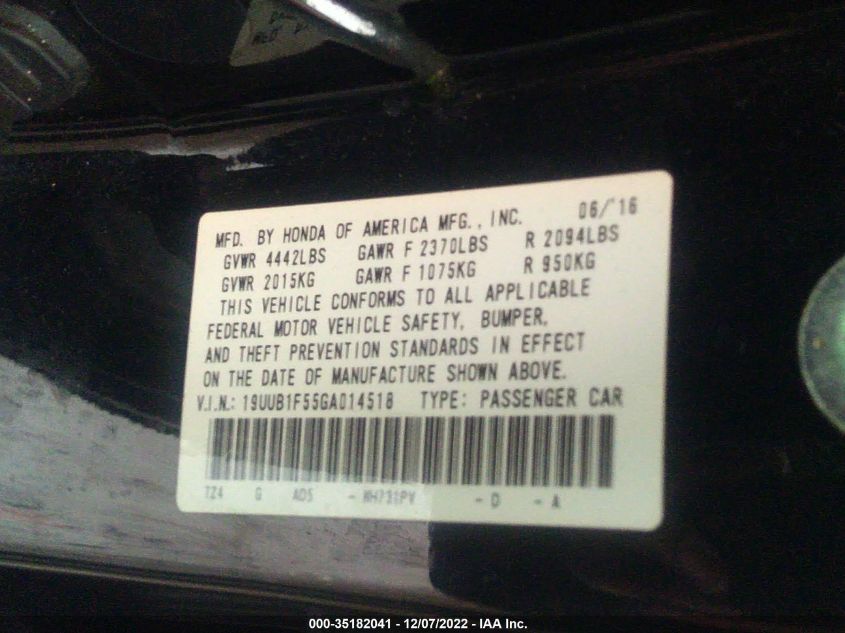 MFD. BY HONDA OF AMERICA MFG., INC. 06/'16
GVWR 4442LBS GAWR F 2370LBS R 2094LBS
GVWR 2015KG GAWR F 1075KG R 950KG
THIS VEHICLE CONFORMS TO ALL APPLICABLE
FEDERAL MOTOR VEHICLE SAFETY, BUMPER,
AND THEFT PREVENTION STANDARDS IN EFFECT
ON THE DATE OF MANUFACTURE SHOWN ABOVE.
V.I.N.: 19UUB1F55GA014518 TYPE: PASSENGER CAR
TZ4 G AD5 - NH731PV - D - A
000-35182041 - 12/07/2022 - IAA Inc.